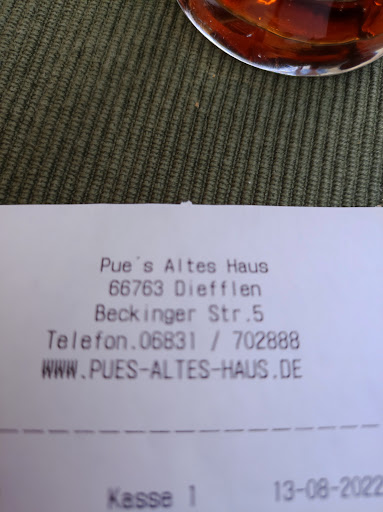 Pue´s Altes Haus
66763 Diefflen
Beckinger Str.5
Telefon.06831 / 702888
WWW.PUES-ALTES-HAUS.DE
Kasse 1 13-08-2022